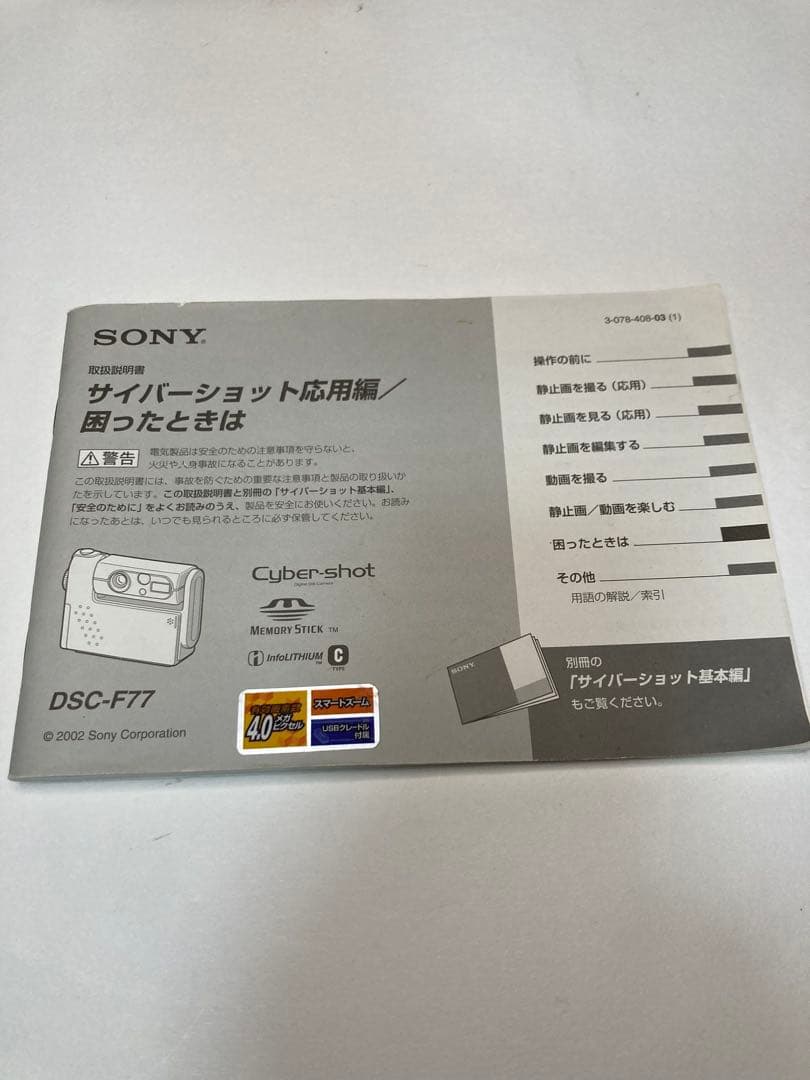 SONY®
取扱説明書
サイバーショット応用編／
困ったときは
警告
電気製品は安全のための注意事項を守らないと、
火災や人身事故になることがあります。
この取扱説明書には、事故を防ぐための重要な注意事項と製品の取り扱いか
たを示しています。この取扱説明書と別冊の「サイバーショット基本編」、
「安全のために」をよくお読みのうえ、製品を安全にお使いください。お読み
になったあとは、いつでも見られるところに必ず保管してください。
Cyber-shot
Digital Still Camera
MEMORY STICK ™
InfoLITHIUM ™ C
TYPE
DSC-F77
© 2002 Sony Corporation
4.0 メガ
ピクセル
スマートズーム
USBクレードル
付属
3-078-408-03 (1)
操作の前に
静止画を撮る（応用）
静止画を見る（応用）
静止画を編集する
動画を撮る
静止画／動画を楽しむ
困ったときは
その他
用語の解説／索引
SONY
別冊の
「サイバーショット基本編」
もご覧ください。